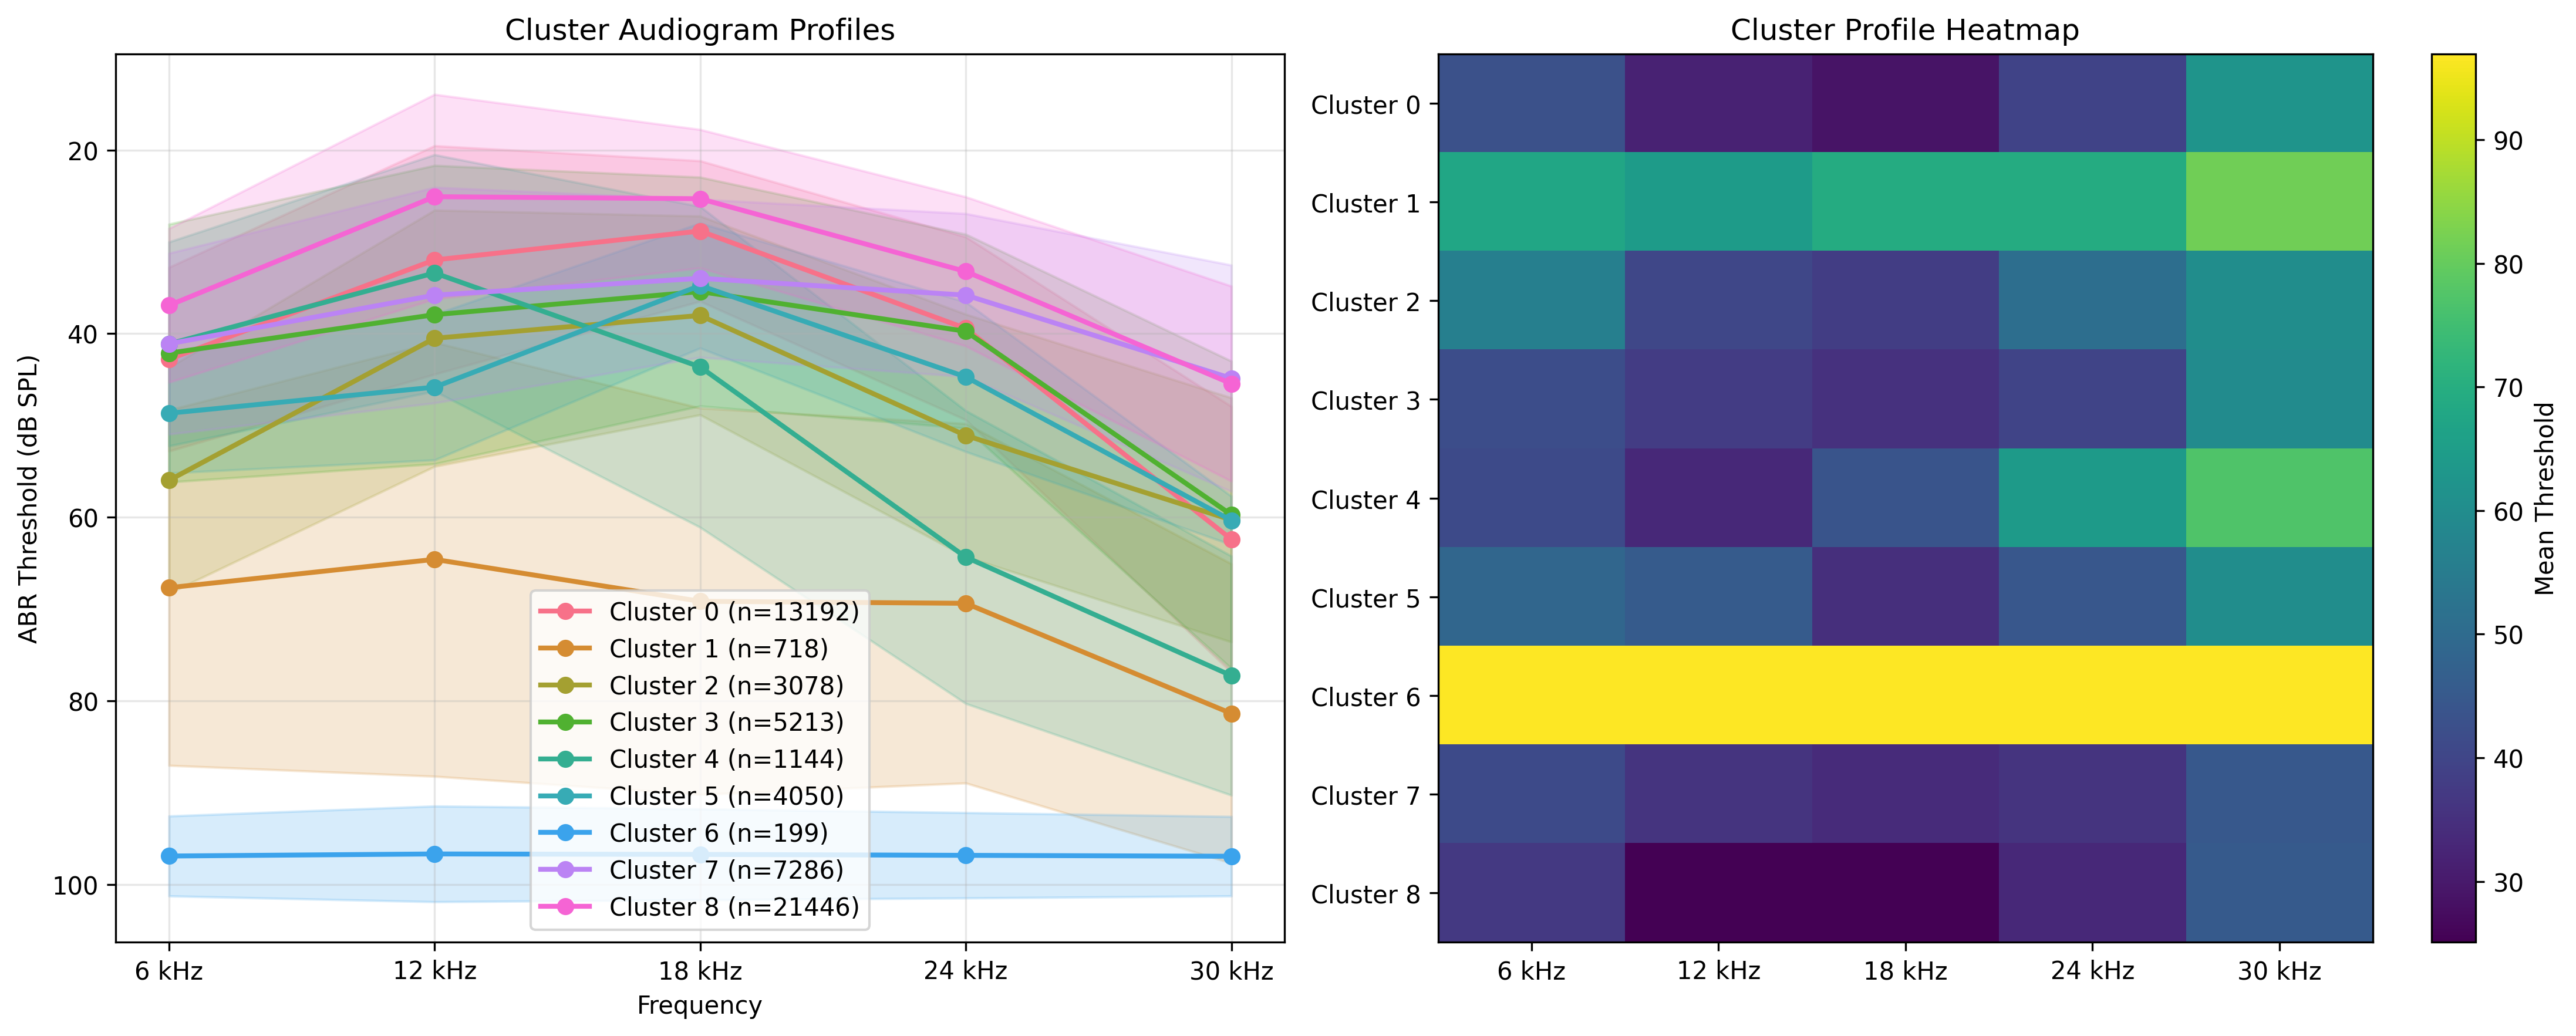 Cluster Audiogram Profiles
ABR Threshold (dB SPL)
20
40
60
80
100
Cluster 0 (n=13192)
Cluster 1 (n=718)
Cluster 2 (n=3078)
Cluster 3 (n=5213)
Cluster 4 (n=1144)
Cluster 5 (n=4050)
Cluster 6 (n=199)
Cluster 7 (n=7286)
Cluster 8 (n=21446)
6 kHz
12 kHz
18 kHz
24 kHz
30 kHz
Frequency
Cluster Profile Heatmap
Cluster 0
Cluster 1
Cluster 2
Cluster 3
Cluster 4
Cluster 5
Cluster 6
Cluster 7
Cluster 8
6 kHz
12 kHz
18 kHz
24 kHz
30 kHz
90
80
70
60
50
40
30
Mean Threshold